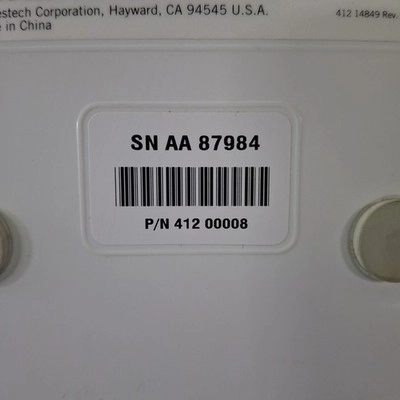 estech Corporation, Hayward, CA 94545 U.S.A.
412 14849 Rev.
in China
SN AA 87984
P/N 412 00008